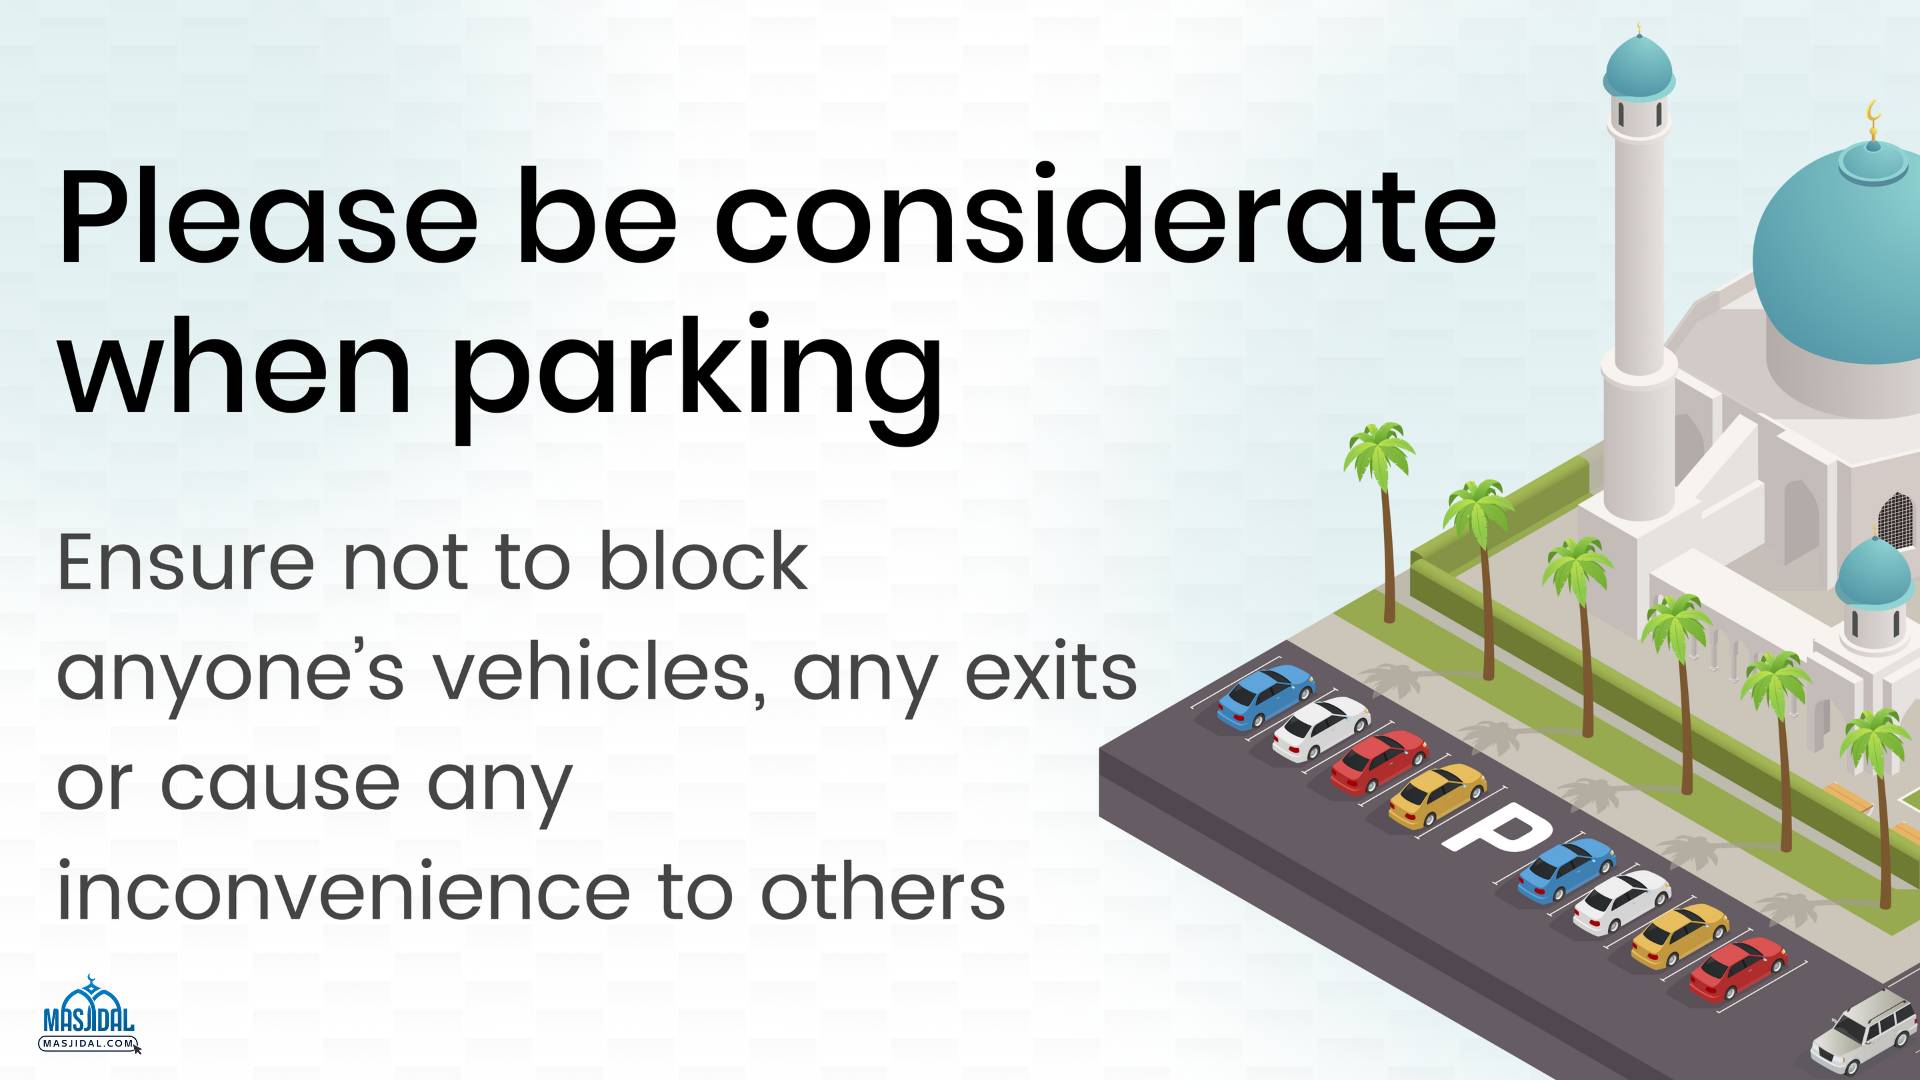 Please be considerate
when parking
Ensure not to block
anyone’s vehicles, any exits
or cause any
inconvenience to others
P
MASJIDAL
MASJIDAL.COM